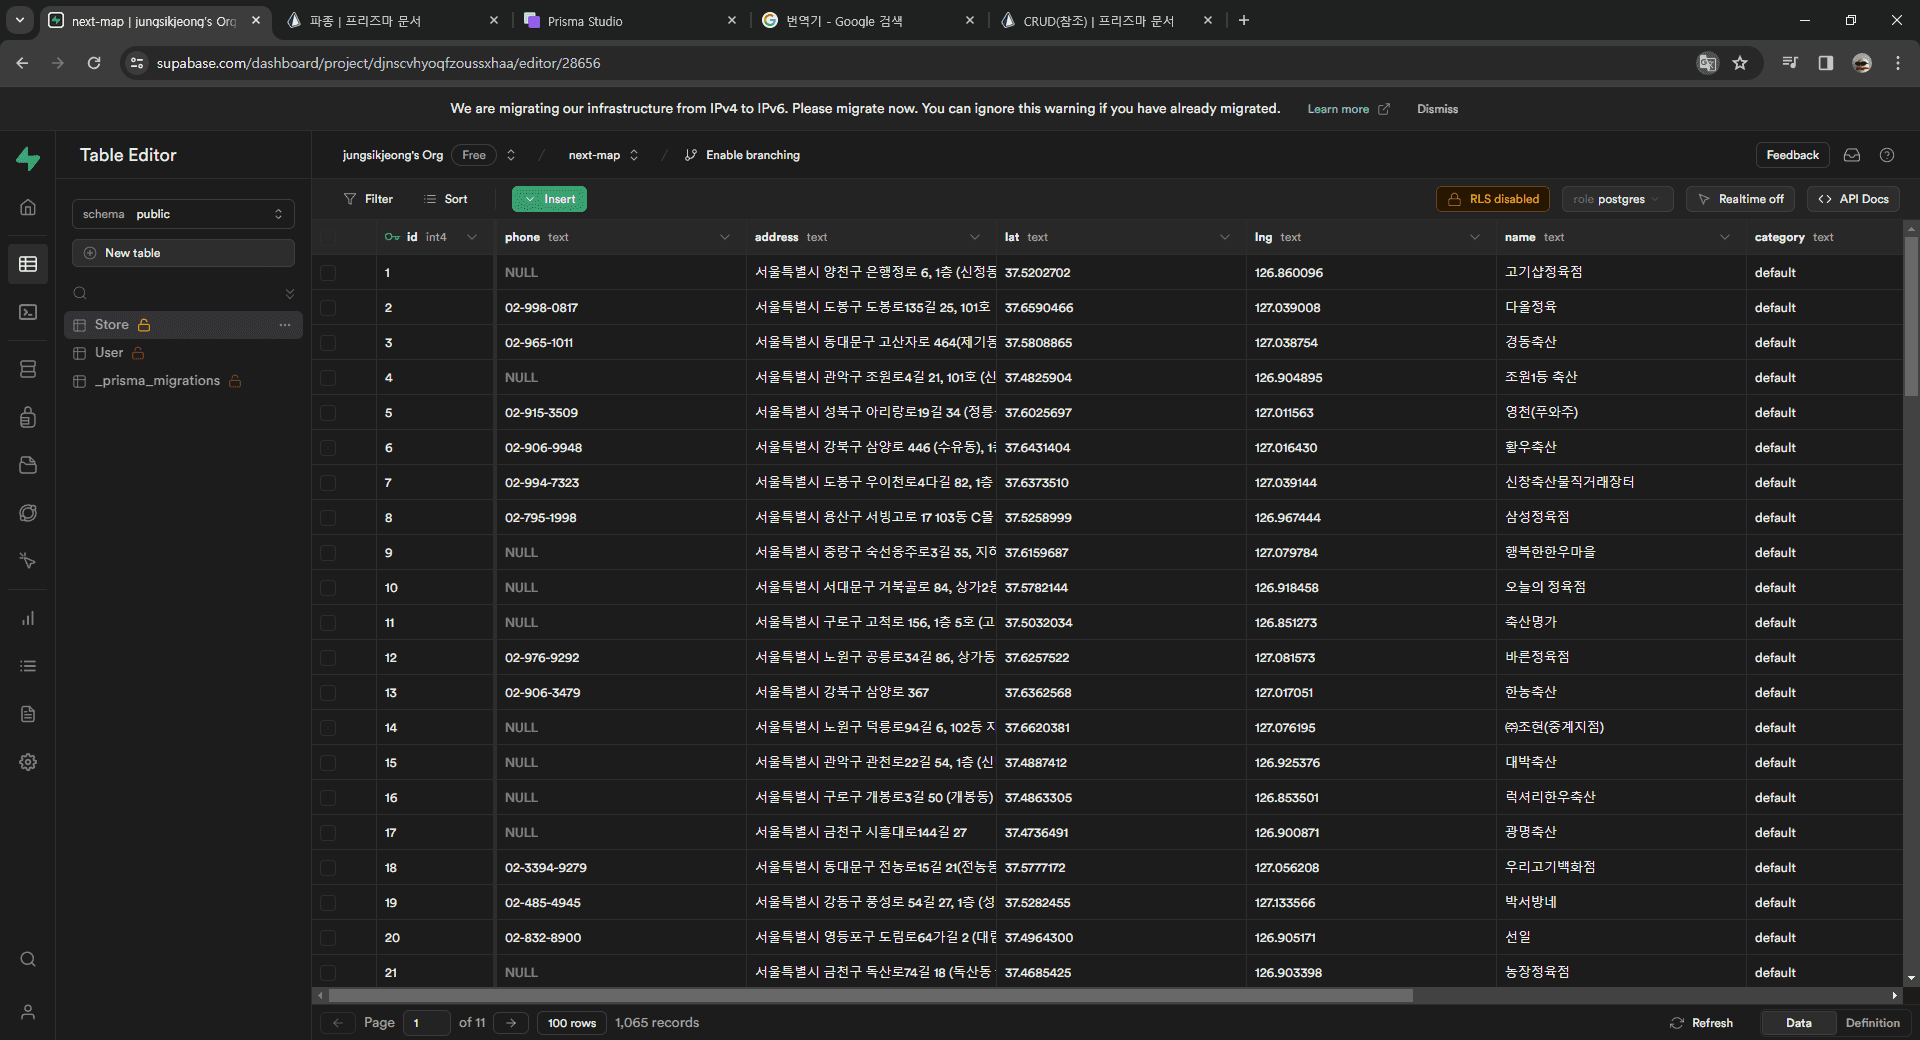 next-map | jungsikjeong's Org
파종 | 프리즈마 문서
Prisma Studio
번역기 - Google 검색
CRUD(참조) | 프리즈마 문서
supabase.com/dashboard/project/djnscvhyoqfzoussxhaa/editor/28656
We are migrating our infrastructure from IPv4 to IPv6. Please migrate now. You can ignore this warning if you have already migrated. Learn more Dismiss
Table Editor
jungsikjeong's Org Free / next-map / Enable branching
Feedback
schema public
New table
Store
User
_prisma_migrations
Filter Sort Insert
RLS disabled role postgres Realtime off <> API Docs
id int4 phone text address text lat text lng text name text category text
1 NULL 서울특별시 양천구 은행정로 6, 1층 (신정동 37.5202702 126.860096 고기샵정육점 default
2 02-998-0817 서울특별시 도봉구 도봉로135길 25, 101호 37.6590466 127.039008 다올정육 default
3 02-965-1011 서울특별시 동대문구 고산자로 464(제기동 37.5808865 127.038754 경동축산 default
4 NULL 서울특별시 관악구 조원로4길 21, 101호 (신 37.4825904 126.904895 조원1등 축산 default
5 02-915-3509 서울특별시 성북구 아리랑로19길 34 (정릉 37.6025697 127.011563 영천(푸와주) default
6 02-906-9948 서울특별시 강북구 삼양로 446 (수유동), 1층 37.6431404 127.016430 황우축산 default
7 02-994-7323 서울특별시 도봉구 우이천로4다길 82, 1층 37.6373510 127.039144 신창축산물직거래장터 default
8 02-795-1998 서울특별시 용산구 서빙고로 17 103동 C몰 37.5258999 126.967444 삼성정육점 default
9 NULL 서울특별시 중랑구 숙선옹주로3길 35, 지하 37.6159687 127.079784 행복한한우마을 default
10 NULL 서울특별시 서대문구 거북골로 84, 상가2동 37.5782144 126.918458 오늘의 정육점 default
11 NULL 서울특별시 구로구 고척로 156, 1층 5호 (고 37.5032034 126.851273 축산명가 default
12 02-976-9292 서울특별시 노원구 공릉로34길 86, 상가동 37.6257522 127.081573 바른정육점 default
13 02-906-3479 서울특별시 강북구 삼양로 367 37.6362568 127.017051 한농축산 default
14 NULL 서울특별시 노원구 덕릉로94길 6, 102동 지 37.6620381 127.076195 ㈜조현(중계지점) default
15 NULL 서울특별시 관악구 관천로22길 54, 1층 (신 37.4887412 126.925376 대박축산 default
16 NULL 서울특별시 구로구 개봉로3길 50 (개봉동) 37.4863305 126.853501 럭셔리한우축산 default
17 NULL 서울특별시 금천구 시흥대로144길 27 37.4736491 126.900871 광명축산 default
18 02-3394-9279 서울특별시 동대문구 전농로15길 21(전농동 37.5777172 127.056208 우리고기백화점 default
19 02-485-4945 서울특별시 강동구 풍성로 54길 27, 1층 (성 37.5282455 127.133566 박서방네 default
20 02-832-8900 서울특별시 영등포구 도림로64가길 2 (대림 37.4964300 126.905171 선일 default
21 NULL 서울특별시 금천구 독산로74길 18 (독산동 37.4685425 126.903398 농장정육점 default
Page 1 of 11 100 rows 1,065 records
Refresh Data Definition